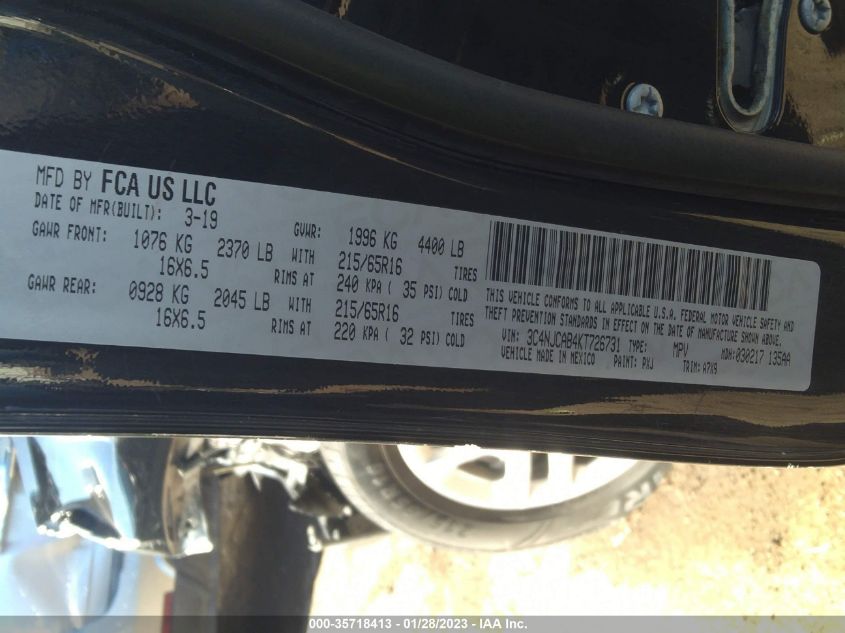 MFD BY FCA US LLC
DATE OF MFR(BUILT): 3-19
GVWR: 1996 KG 4400 LB
GAWR FRONT: 1076 KG 2370 LB WITH 215/65R16 TIRES
16X6.5 RIMS AT 240 KPA ( 35 PSI) COLD
GAWR REAR: 0928 KG 2045 LB WITH 215/65R16 TIRES
16X6.5 RIMS AT 220 KPA ( 32 PSI) COLD
THIS VEHICLE CONFORMS TO ALL APPLICABLE U.S.A. FEDERAL MOTOR VEHICLE SAFETY AND
THEFT PREVENTION STANDARDS IN EFFECT ON THE DATE OF MANUFACTURE SHOWN ABOVE.
VIN: 3C4NJCAB4KT726731 TYPE: MPV MDH: 030217 135AA
VEHICLE MADE IN MEXICO PAINT: PXJ TRIM: A7X9
000-35718413 - 01/28/2023 - IAA Inc.